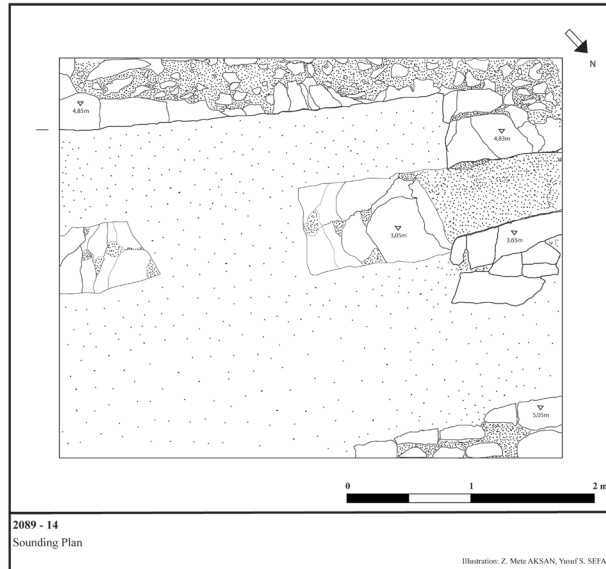 N
4,85m
4,83m
3,05m
3,65m
5,05m
0 1 2 m
2089 - 14
Sounding Plan
Illustration: Z. Mete AKSAN, Yusuf S. SEFA